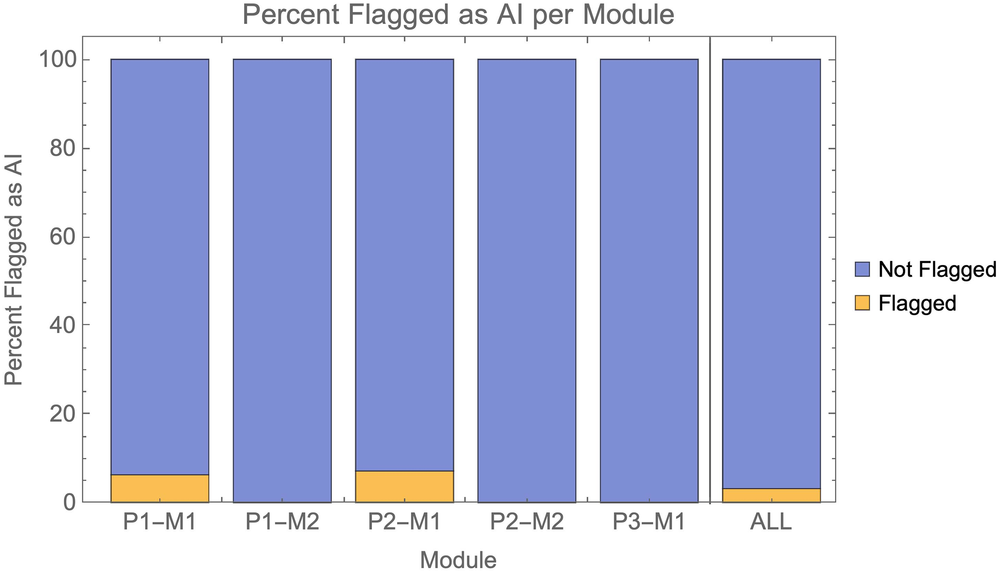 Percent Flagged as AI per Module
Percent Flagged as AI
100
80
60
40
20
0
P1–M1 P1–M2 P2–M1 P2–M2 P3–M1 ALL
Module
Not Flagged
Flagged